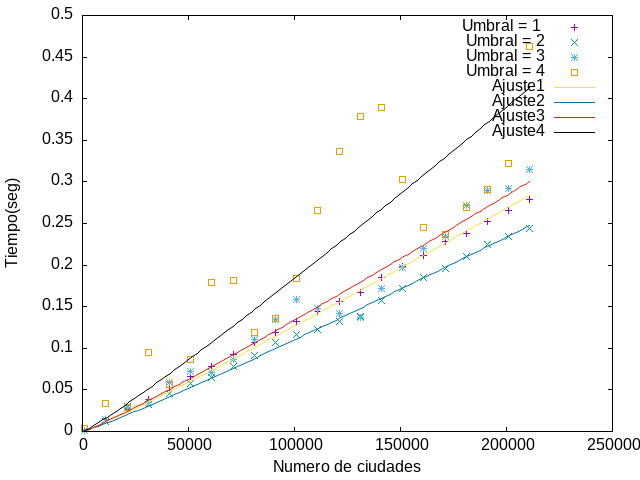 0.5
0.45
0.4
0.35
0.3
0.25
0.2
0.15
0.1
0.05
0
Tiempo(seg)
Umbral = 1
Umbral = 2
Umbral = 3
Umbral = 4
Ajuste1
Ajuste2
Ajuste3
Ajuste4
0 50000 100000 150000 200000 250000
Numero de ciudades